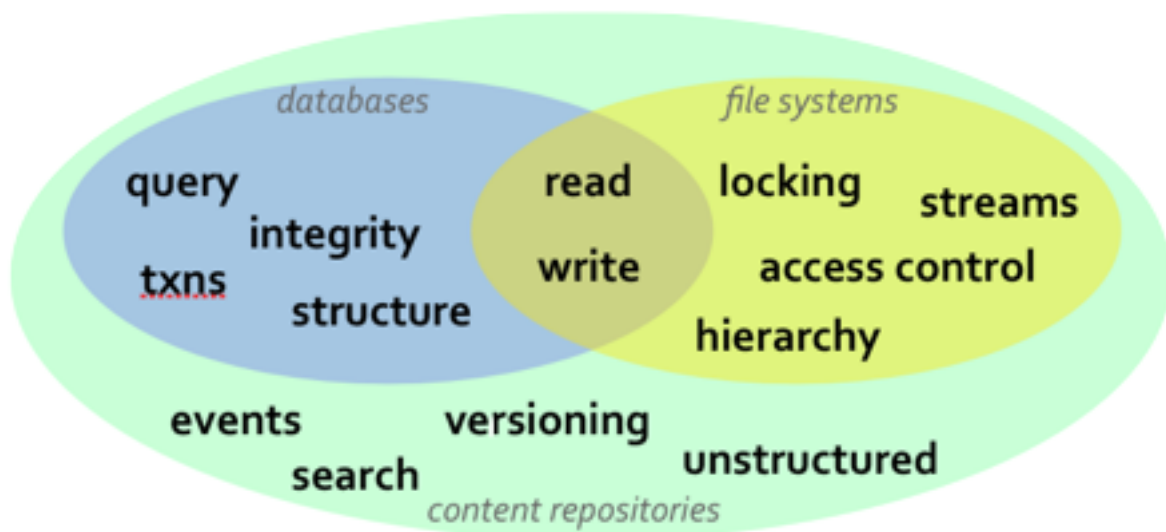 databases
file systems
query
read
locking
streams
integrity
txns
write
access control
structure
hierarchy
events
versioning
search
unstructured
content repositories